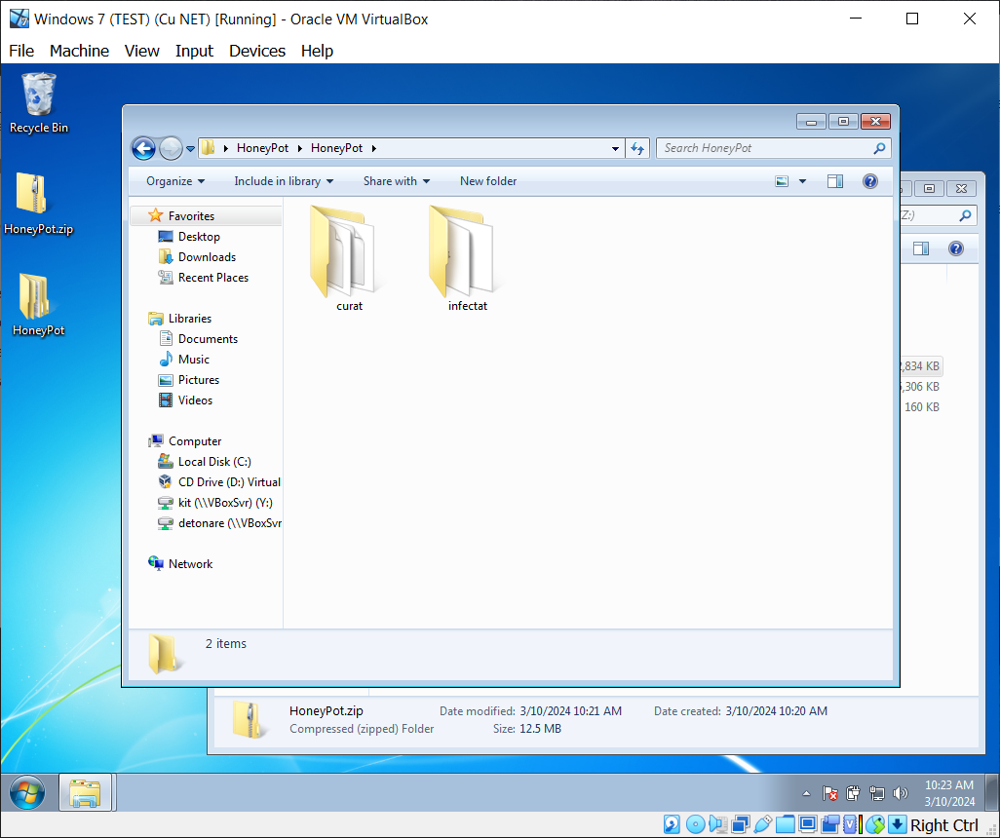 Windows 7 (TEST) (Cu NET) [Running] - Oracle VM VirtualBox
File Machine View Input Devices Help
Recycle Bin
HoneyPot.zip
HoneyPot
HoneyPot HoneyPot
Search HoneyPot
Organize Include in library Share with New folder
Favorites
Desktop
Downloads
Recent Places
Libraries
Documents
Music
Pictures
Videos
Computer
Local Disk (C:)
CD Drive (D:) Virtual
kit (\\VBoxSvr) (Y:)
detonare (\\VBoxSvr
Network
curat
infectat
2 items
Z:)
,834 KB
,306 KB
160 KB
HoneyPot.zip Date modified: 3/10/2024 10:21 AM Date created: 3/10/2024 10:20 AM
Compressed (zipped) Folder Size: 12.5 MB
10:23 AM
3/10/2024
Right Ctrl